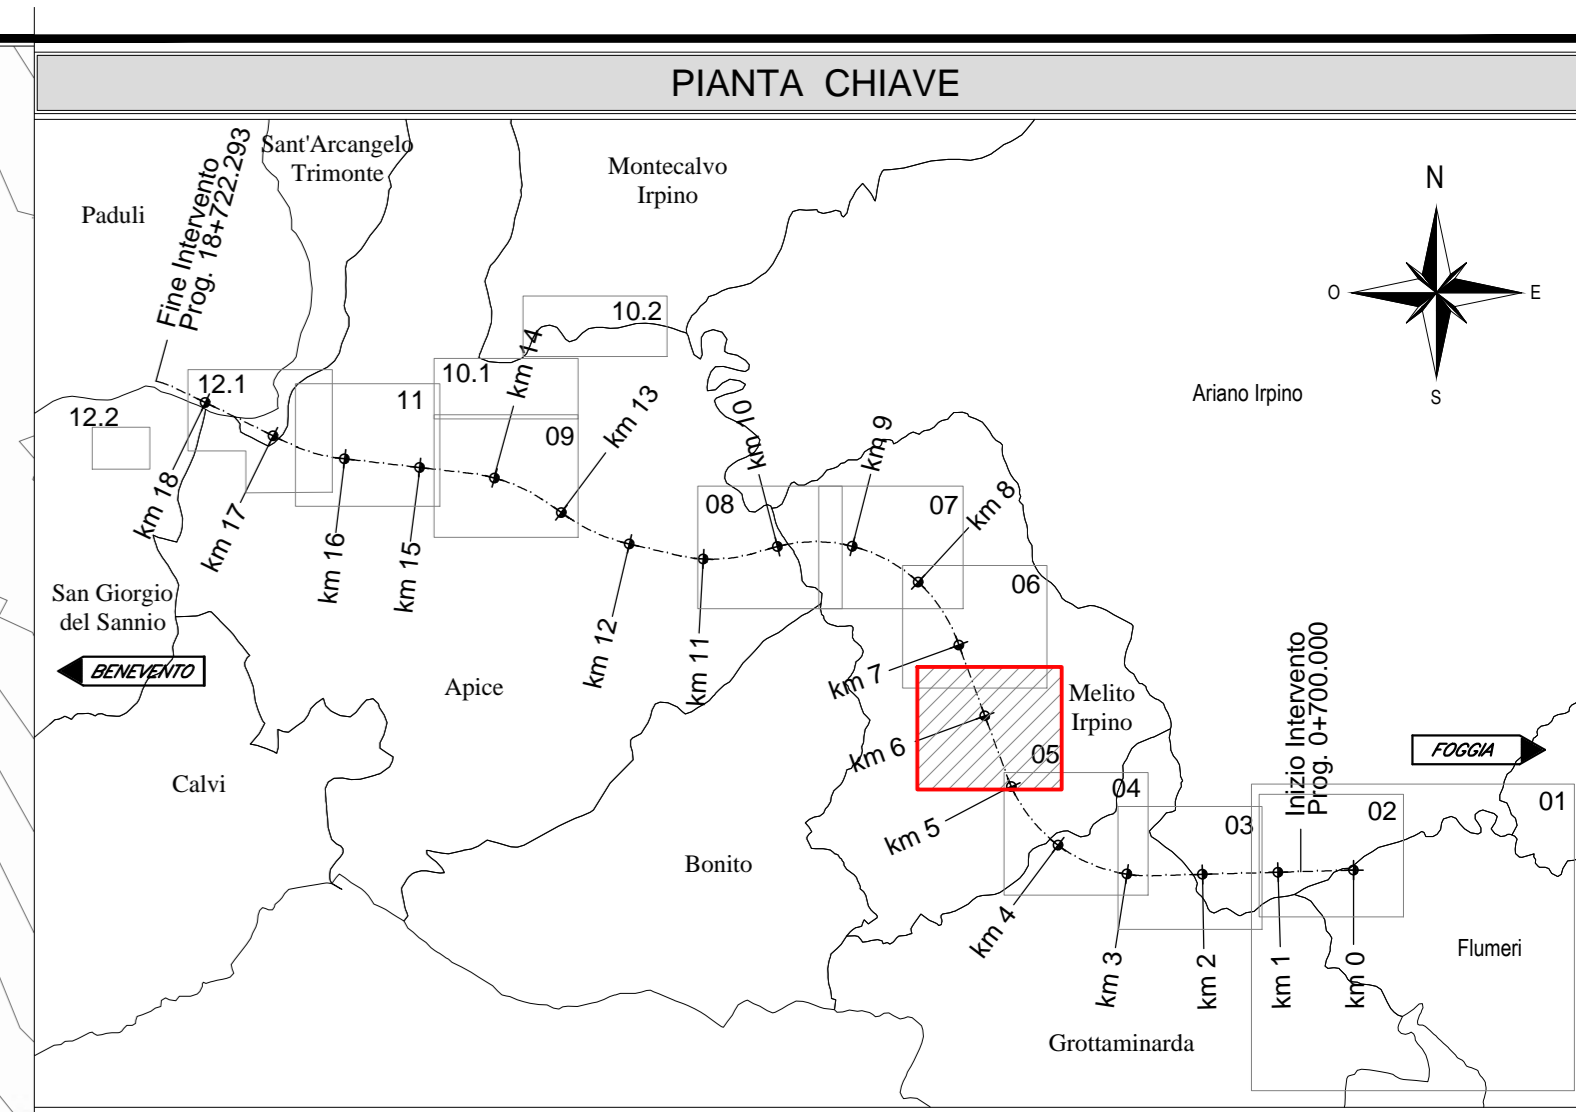 PIANTA CHIAVE
Sant'Arcangelo
Trimonte
Montecalvo
Irpino
Paduli
Fine Intervento
Prog. 18+722.293
N
O
E
S
10.2
10.1
km 14
12.1
12.2
11
09
km 13
km 10
km 9
Ariano Irpino
08
07
km 8
km 18
km 17
km 16
km 15
06
San Giorgio
del Sannio
BENEVENTO
km 12
km 11
km 7
Apice
Melito
Irpino
Inizio Intervento
Prog. 0+700.000
km 6
05
FOGGIA
Calvi
04
03
02
01
km 5
Bonito
km 4
km 3
km 2
km 1
km 0
Flumeri
Grottaminarda